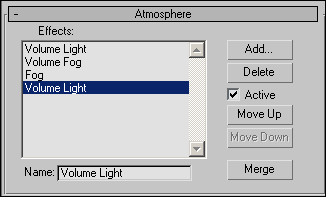 - Atmosphere
Effects:
Volume Light
Volume Fog
Fog
Volume Light
Add...
Delete
Active
Move Up
Move Down
Name: Volume Light
Merge